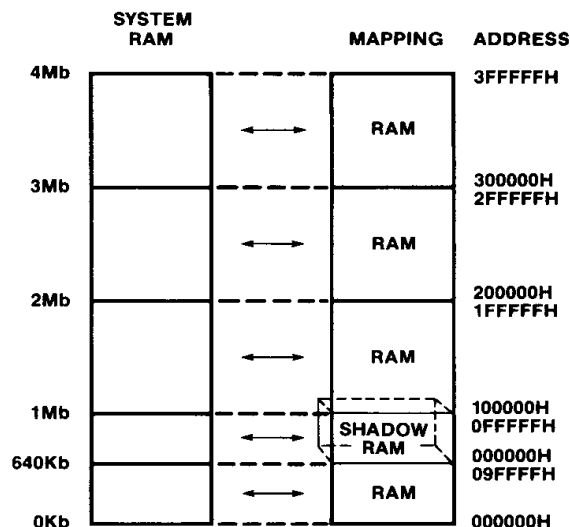 SYSTEM
RAM
MAPPING
ADDRESS
4Mb
3FFFFFH
RAM
3Mb
300000H
2FFFFFH
RAM
2Mb
200000H
1FFFFFH
RAM
1Mb
100000H
0FFFFFH
SHADOW
RAM
640Kb
000000H
09FFFFH
RAM
0Kb
000000H